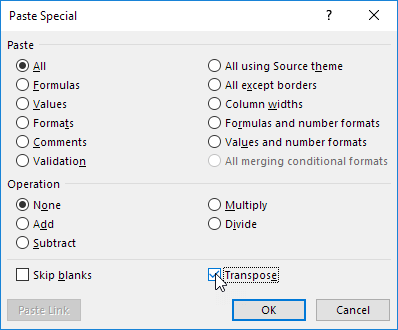 Paste Special
Paste
All
All using Source theme
Formulas
All except borders
Values
Column widths
Formats
Formulas and number formats
Comments
Values and number formats
Validation
All merging conditional formats
Operation
None
Multiply
Add
Divide
Subtract
Skip blanks
Transpose
Paste Link
OK
Cancel